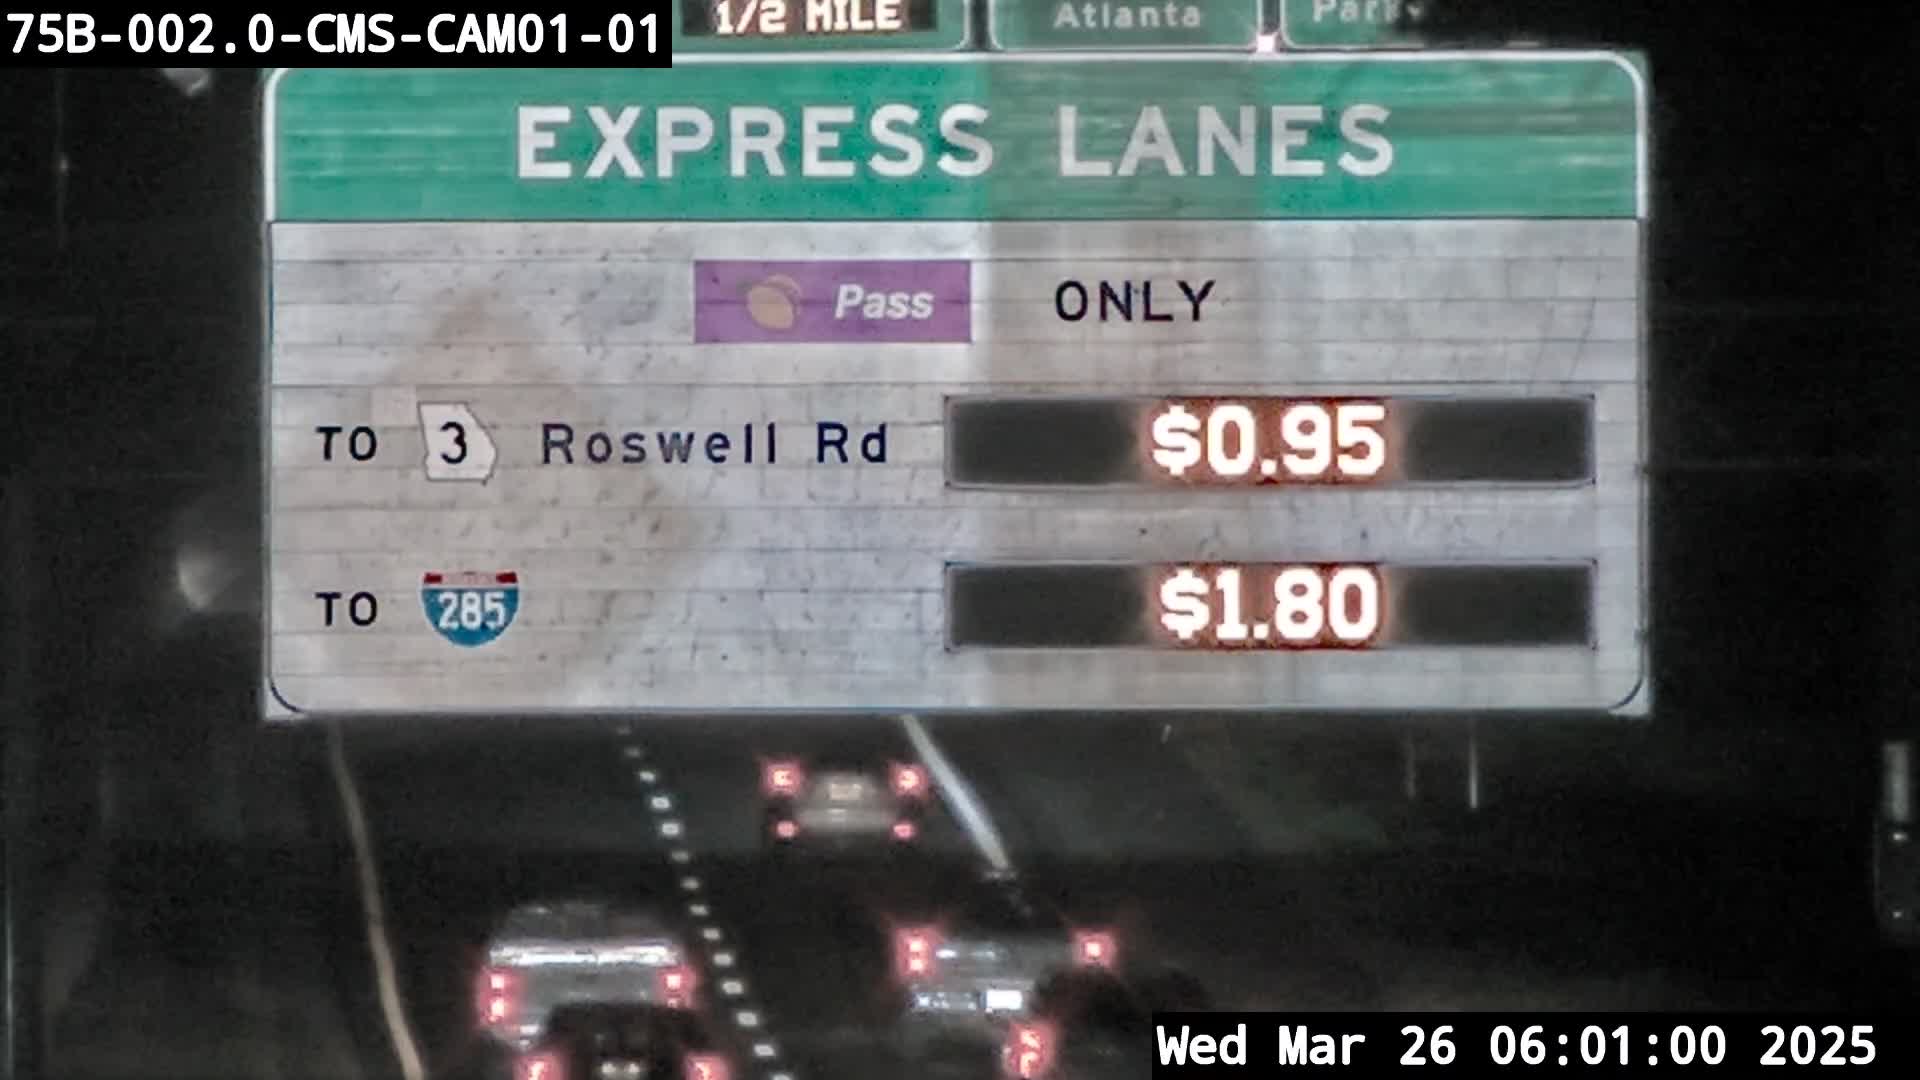 75B-002.0-CMS-CAM01-01
1/2 MILE
Atlanta
EXPRESS LANES
Pass ONLY
TO 3 Roswell Rd $0.95
TO 285 $1.80
Wed Mar 26 06:01:00 2025